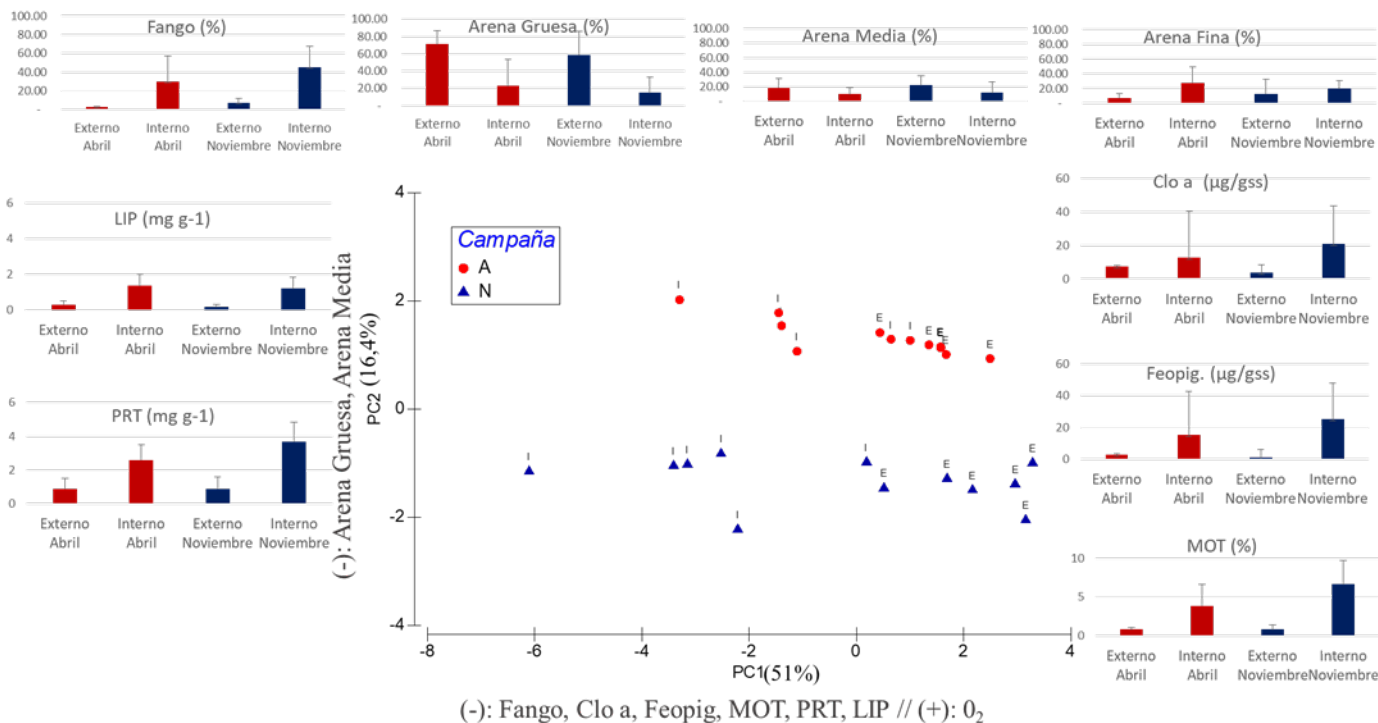 Fango (%)
100.00
80.00
60.00
40.00
20.00
-
Externo Abril
Interno Abril
Externo Noviembre
Interno Noviembre
Arena Gruesa (%)
100.00
80.00
60.00
40.00
20.00
-
Externo Abril
Interno Abril
Externo Noviembre
Interno Noviembre
Arena Media (%)
100.00
80.00
60.00
40.00
20.00
-
Externo Abril
Interno Abril
Externo Noviembre
Interno Noviembre
Arena Fina (%)
100.00
80.00
60.00
40.00
20.00
-
Externo Abril
Interno Abril
Externo Noviembre
Interno Noviembre
LIP (mg g-1)
6
4
2
0
Externo Abril
Interno Abril
Externo Noviembre
Interno Noviembre
PRT (mg g-1)
6
4
2
0
Externo Abril
Interno Abril
Externo Noviembre
Interno Noviembre
(-): Arena Gruesa, Arena Media
PC2 (16,4%)
4
2
0
-2
-4
Campaña
A
N
I
I
I
E
I
I
E
E
E
E
I
I
I
I
I
I
E
E
E
E
E
E
-8
-6
-4
-2
0
2
4
PC1(51%)
(-): Fango, Clo a, Feopig, MOT, PRT, LIP // (+): 0₂
Clo a (µg/gss)
60
40
20
0
Externo Abril
Interno Abril
Externo Noviembre
Interno Noviembre
Feopig. (µg/gss)
60
40
20
0
Externo Abril
Interno Abril
Externo Noviembre
Interno Noviembre
MOT (%)
10
5
0
Externo Abril
Interno Abril
Externo Noviembre
Interno Noviembre